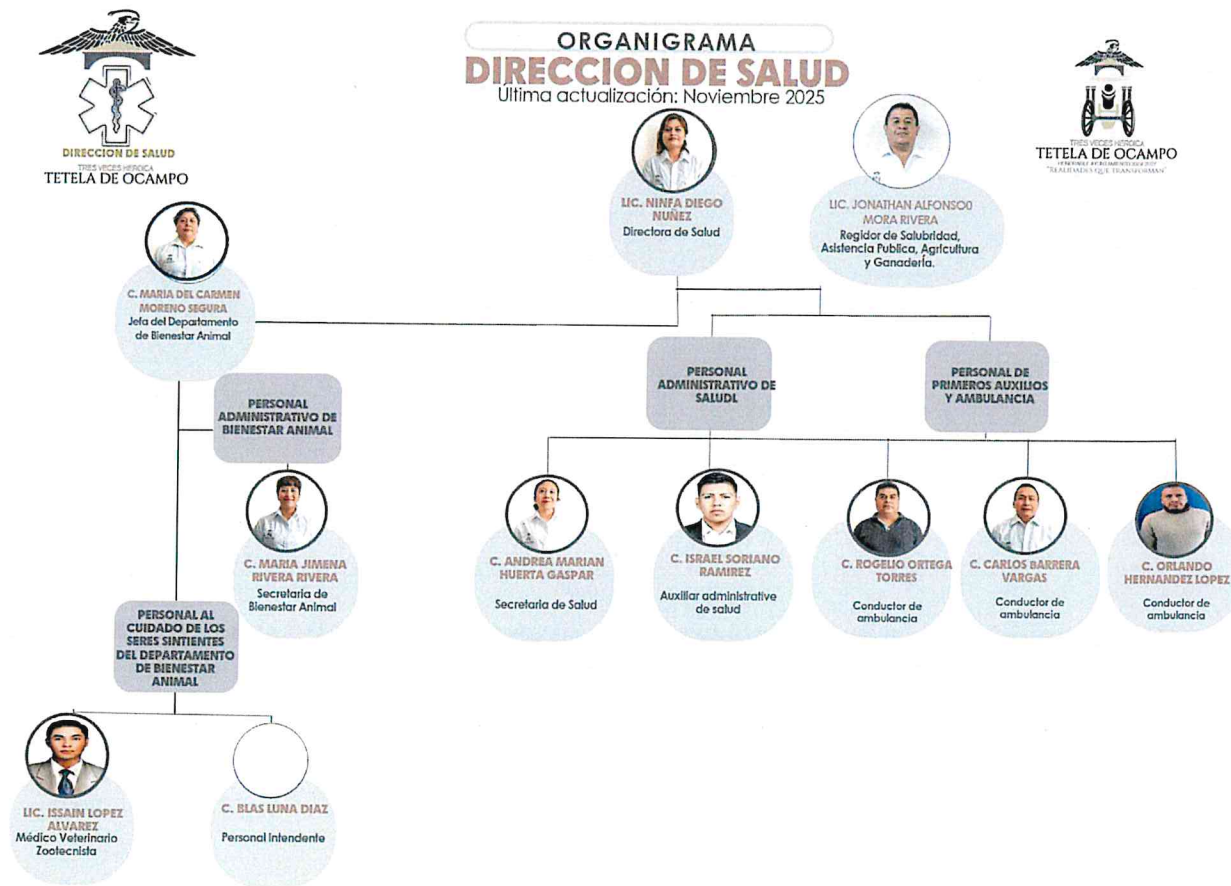 ORGANIGRAMA
DIRECCION DE SALUD
Última actualización: Noviembre 2025
DIRECCION DE SALUD
TRES VECES HEROICA
TETELA DE OCAMPO
TRES VECES HEROICA
TETELA DE OCAMPO
"REALIDADES QUE TRANSFORMAN"
LIC. NINFA DIEGO
NUÑEZ
Directora de Salud
LIC. JONATHAN ALFONSO0
MORA RIVERA
Regidor de Salubridad,
Asistencia Publica, Agricultura
y Ganadería.
C. MARIA DEL CARMEN
MORENO SEGURA
Jefa del Departamento
de Bienestar Animal
PERSONAL
ADMINISTRATIVO DE
SALUDL
PERSONAL DE
PRIMEROS AUXILIOS
Y AMBULANCIA
PERSONAL
ADMINISTRATIVO DE
BIENESTAR ANIMAL
C. MARIA JIMENA
RIVERA RIVERA
Secretaria de
Bienestar Animal
C. ANDREA MARIAN
HUERTA GASPAR
Secretaria de Salud
C. ISRAEL SORIANO
RAMIREZ
Auxiliar administrative
de salud
C. ROGELIO ORTEGA
TORRES
Conductor de
ambulancia
C. CARLOS BARRERA
VARGAS
Conductor de
ambulancia
C. ORLANDO
HERNANDEZ LOPEZ
Conductor de
ambulancia
PERSONAL AL
CUIDADO DE LOS
SERES SINTIENTES
DEL DEPARTAMENTO
DE BIENESTAR
ANIMAL
LIC. ISSAIN LOPEZ
ALVAREZ
Médico Veterinario
Zootecnista
C. BLAS LUNA DIAZ
Personal Intendente